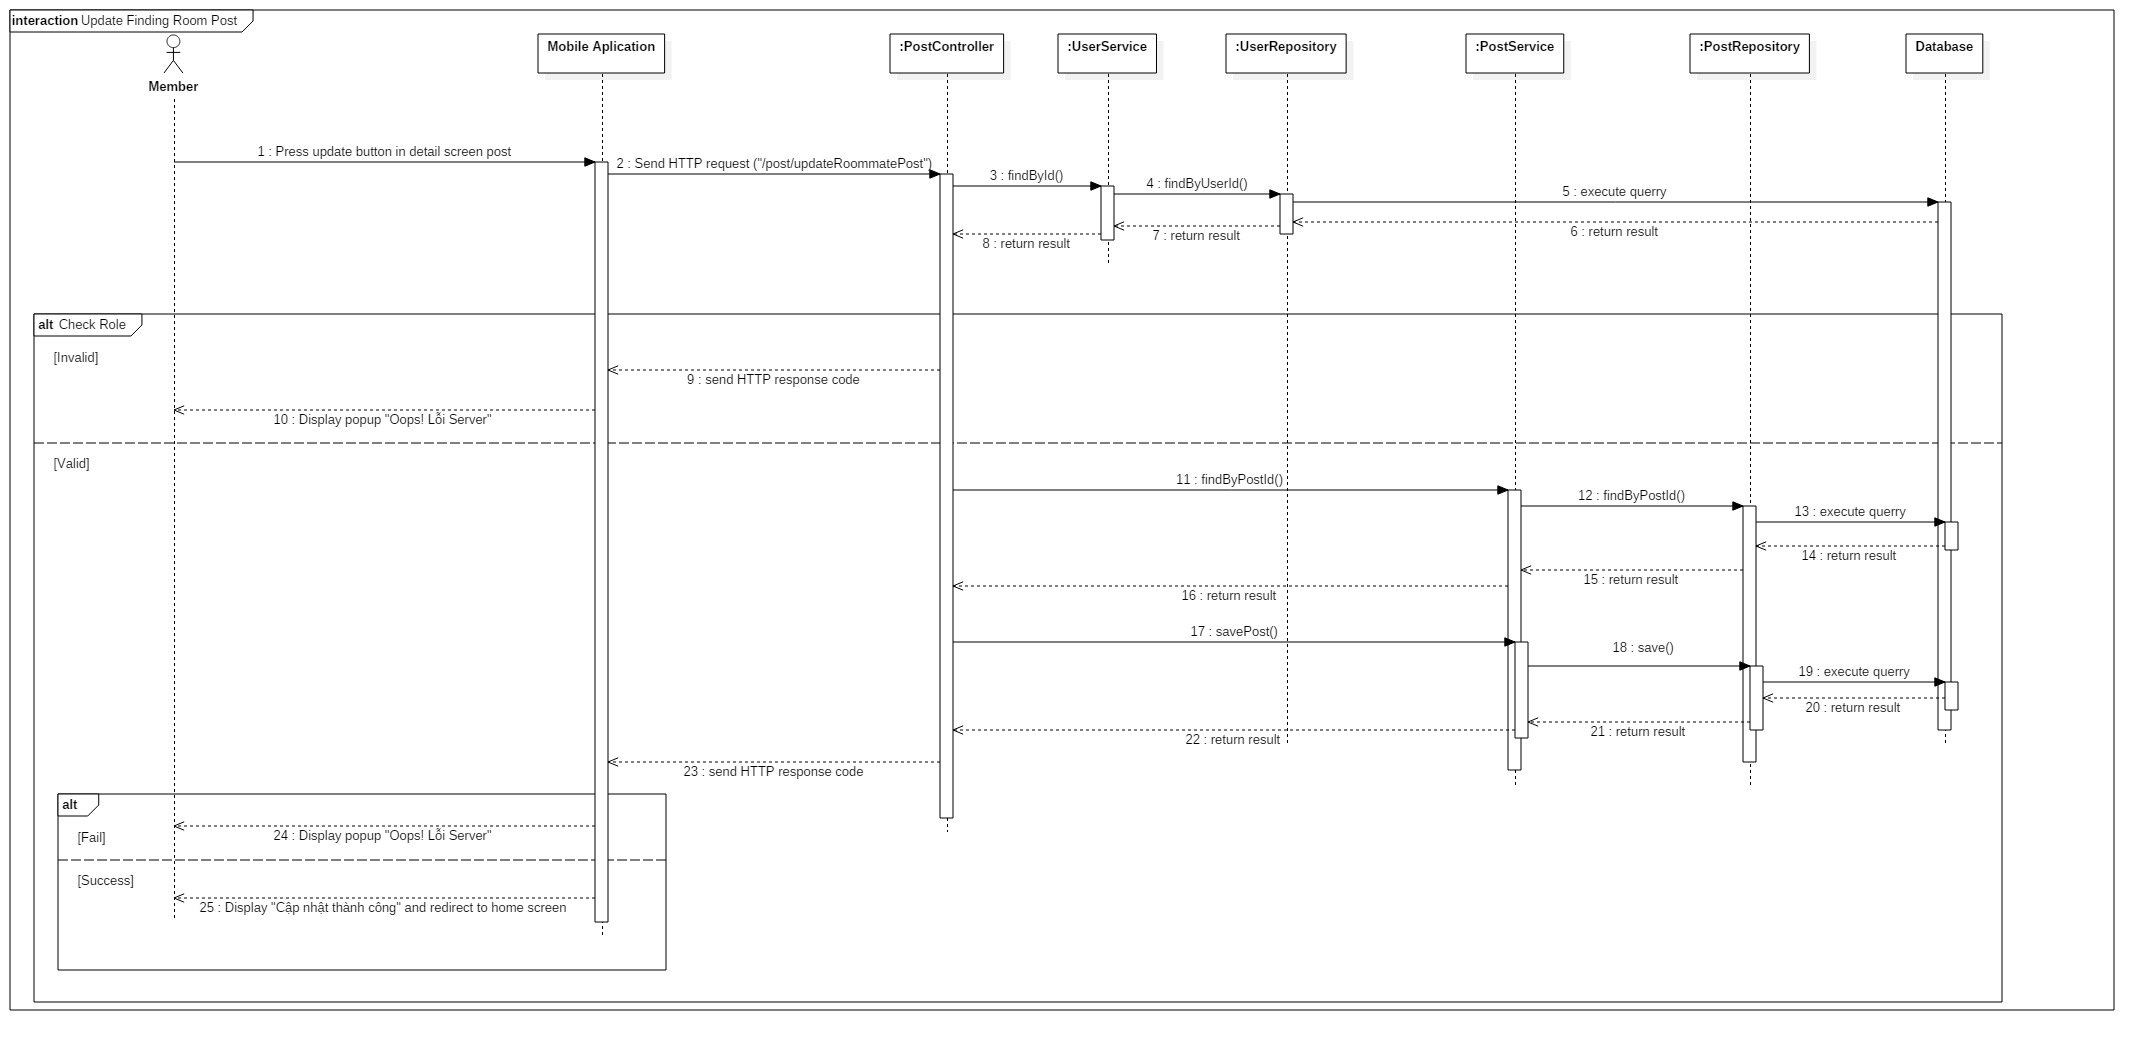 interaction Update Finding Room Post
Member
Mobile Aplication
:PostController
:UserService
:UserRepository
:PostService
:PostRepository
Database
1 : Press update button in detail screen post
2 : Send HTTP request ("/post/updateRoommatePost")
3 : findById()
4 : findByUserId()
5 : execute querry
6 : return result
7 : return result
8 : return result
alt Check Role
[Invalid]
9 : send HTTP response code
10 : Display popup "Oops! Lỗi Server"
[Valid]
11 : findByPostId()
12 : findByPostId()
13 : execute querry
14 : return result
15 : return result
16 : return result
17 : savePost()
18 : save()
19 : execute querry
20 : return result
21 : return result
22 : return result
23 : send HTTP response code
alt
24 : Display popup "Oops! Lỗi Server"
[Fail]
[Success]
25 : Display "Cập nhật thành công" and redirect to home screen